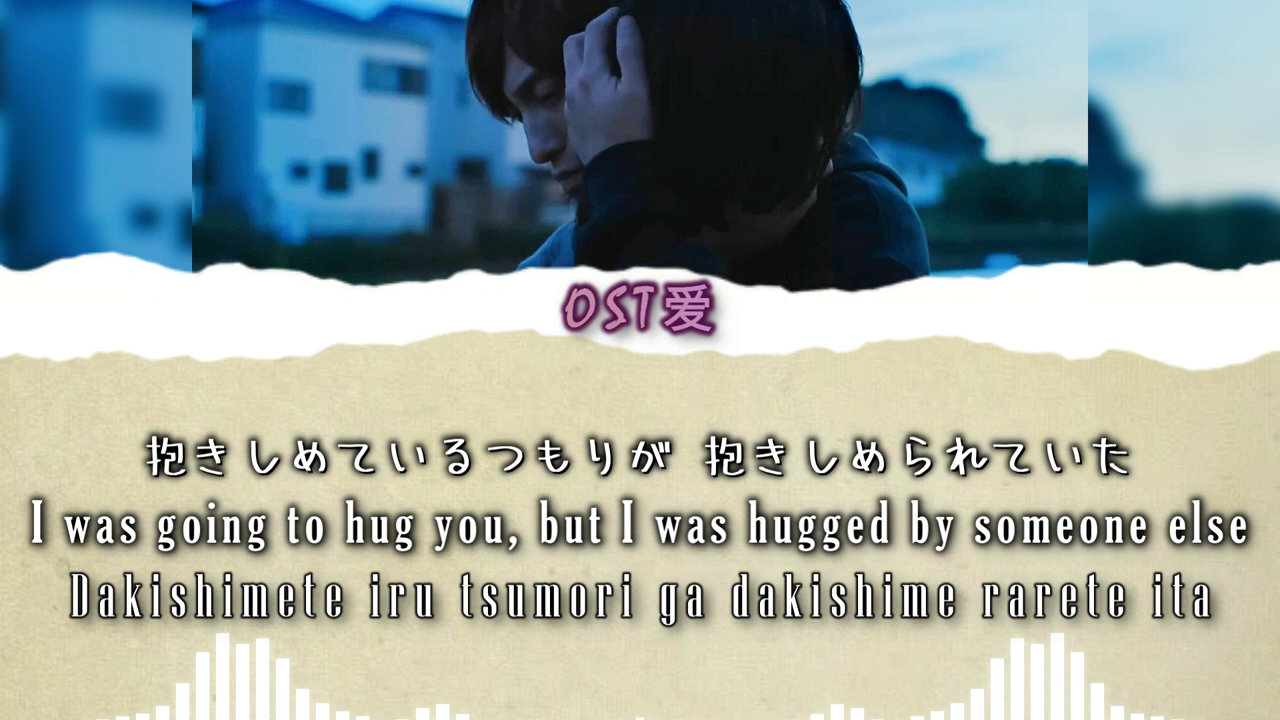 OST爱
抱きしめているつもりが 抱きしめられていた
I was going to hug you, but I was hugged by someone else
Dakishimete iru tsumori ga dakishime rarete ita